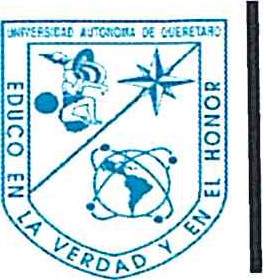 UNIVERSIDAD AUTONOMA DE QUERETARO
EDUCO EN LA VERDAD Y EN EL HONOR